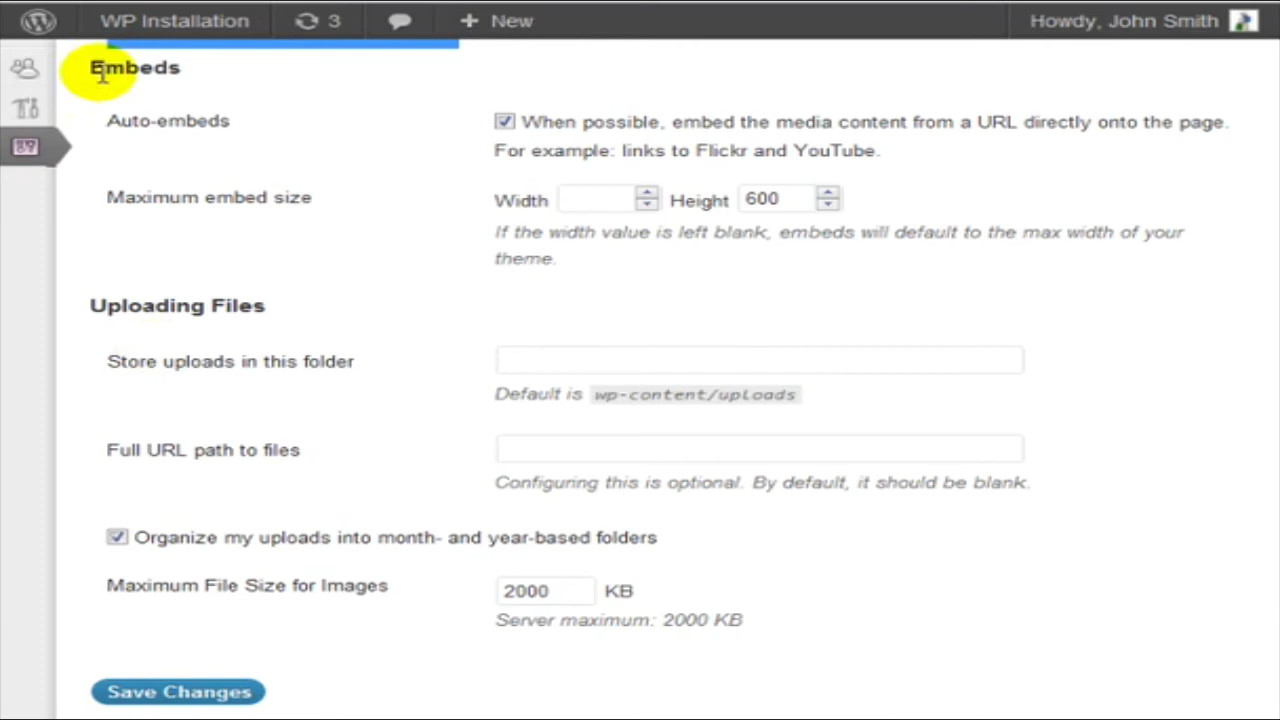 WP Installation 3 New Howdy, John Smith
Embeds
Auto-embeds
When possible, embed the media content from a URL directly onto the page.
For example: links to Flickr and YouTube.
Maximum embed size
Width Height 600
If the width value is left blank, embeds will default to the max width of your
theme.
Uploading Files
Store uploads in this folder
Default is wp-content/uploads
Full URL path to files
Configuring this is optional. By default, it should be blank.
Organize my uploads into month- and year-based folders
Maximum File Size for Images
2000 KB
Server maximum: 2000 KB
Save Changes